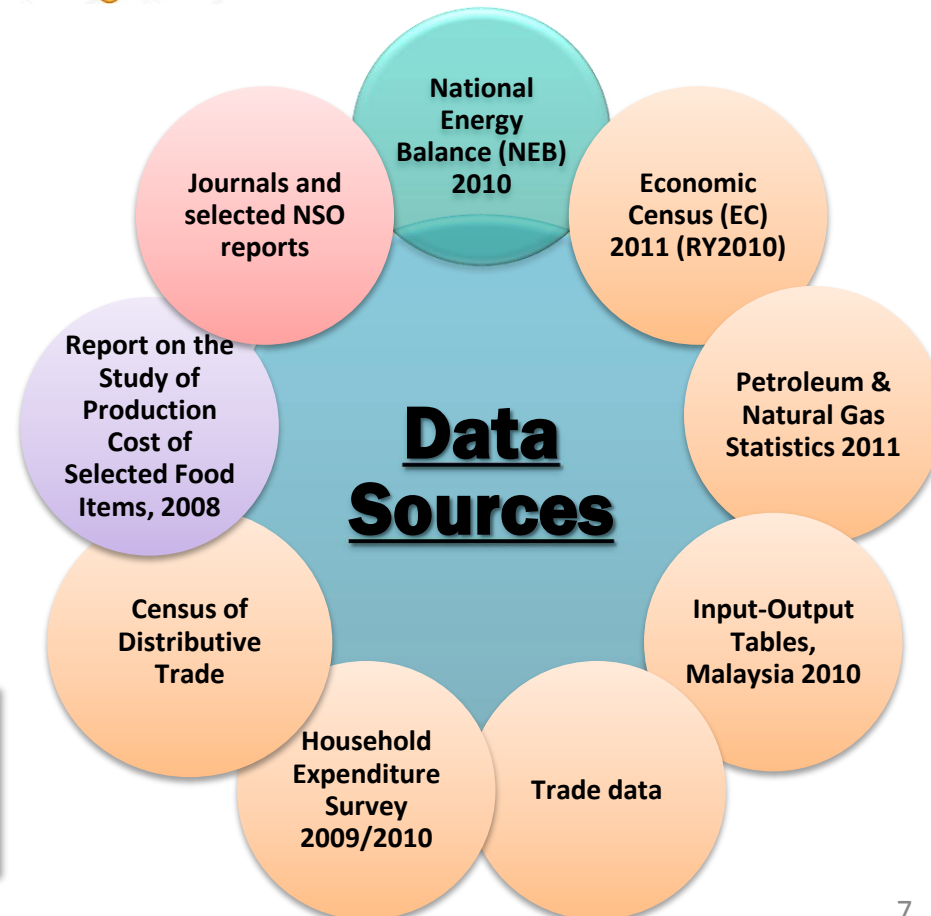 National
Energy
Balance (NEB)
2010
Economic
Census (EC)
2011 (RY2010)
Petroleum &
Natural Gas
Statistics 2011
Input-Output
Tables,
Malaysia 2010
Trade data
Household
Expenditure
Survey
2009/2010
Census of
Distributive
Trade
Report on the
Study of
Production
Cost of
Selected Food
Items, 2008
Journals and
selected NSO
reports
Data
Sources
7